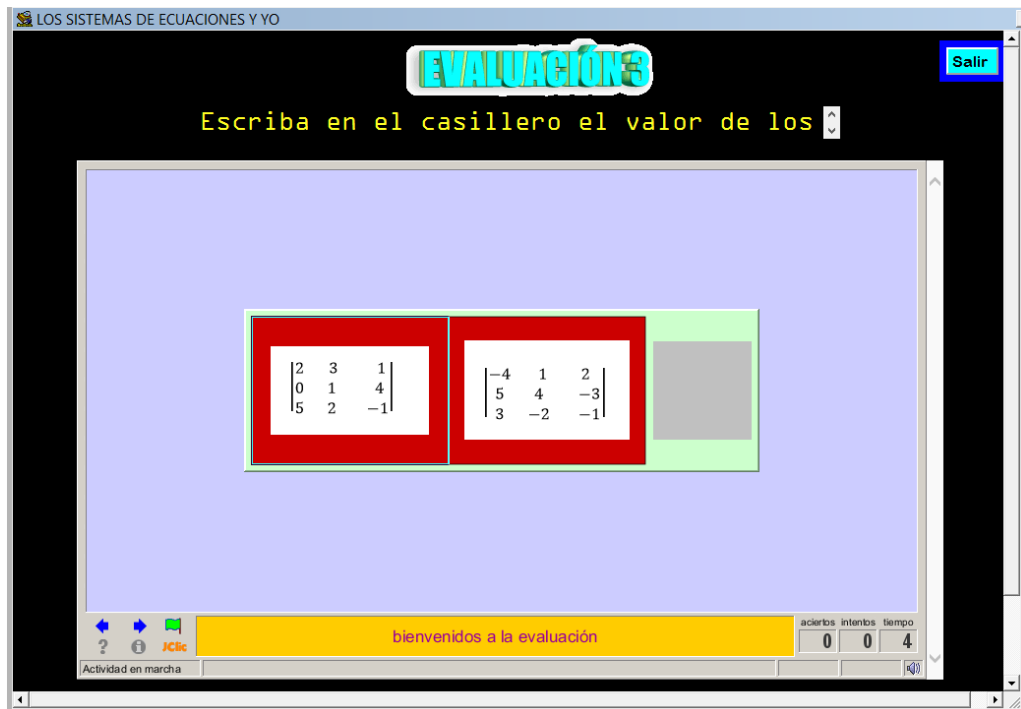 LOS SISTEMAS DE ECUACIONES Y YO
EVALUACIÓN 3
Salir
Escriba en el casillero el valor de los
2 3 1
0 1 4
5 2 −1
−4 1 2
5 4 −3
3 −2 −1
bienvenidos a la evaluación
aciertos intentos tiempo
0 0 4
? i JClic
Actividad en marcha